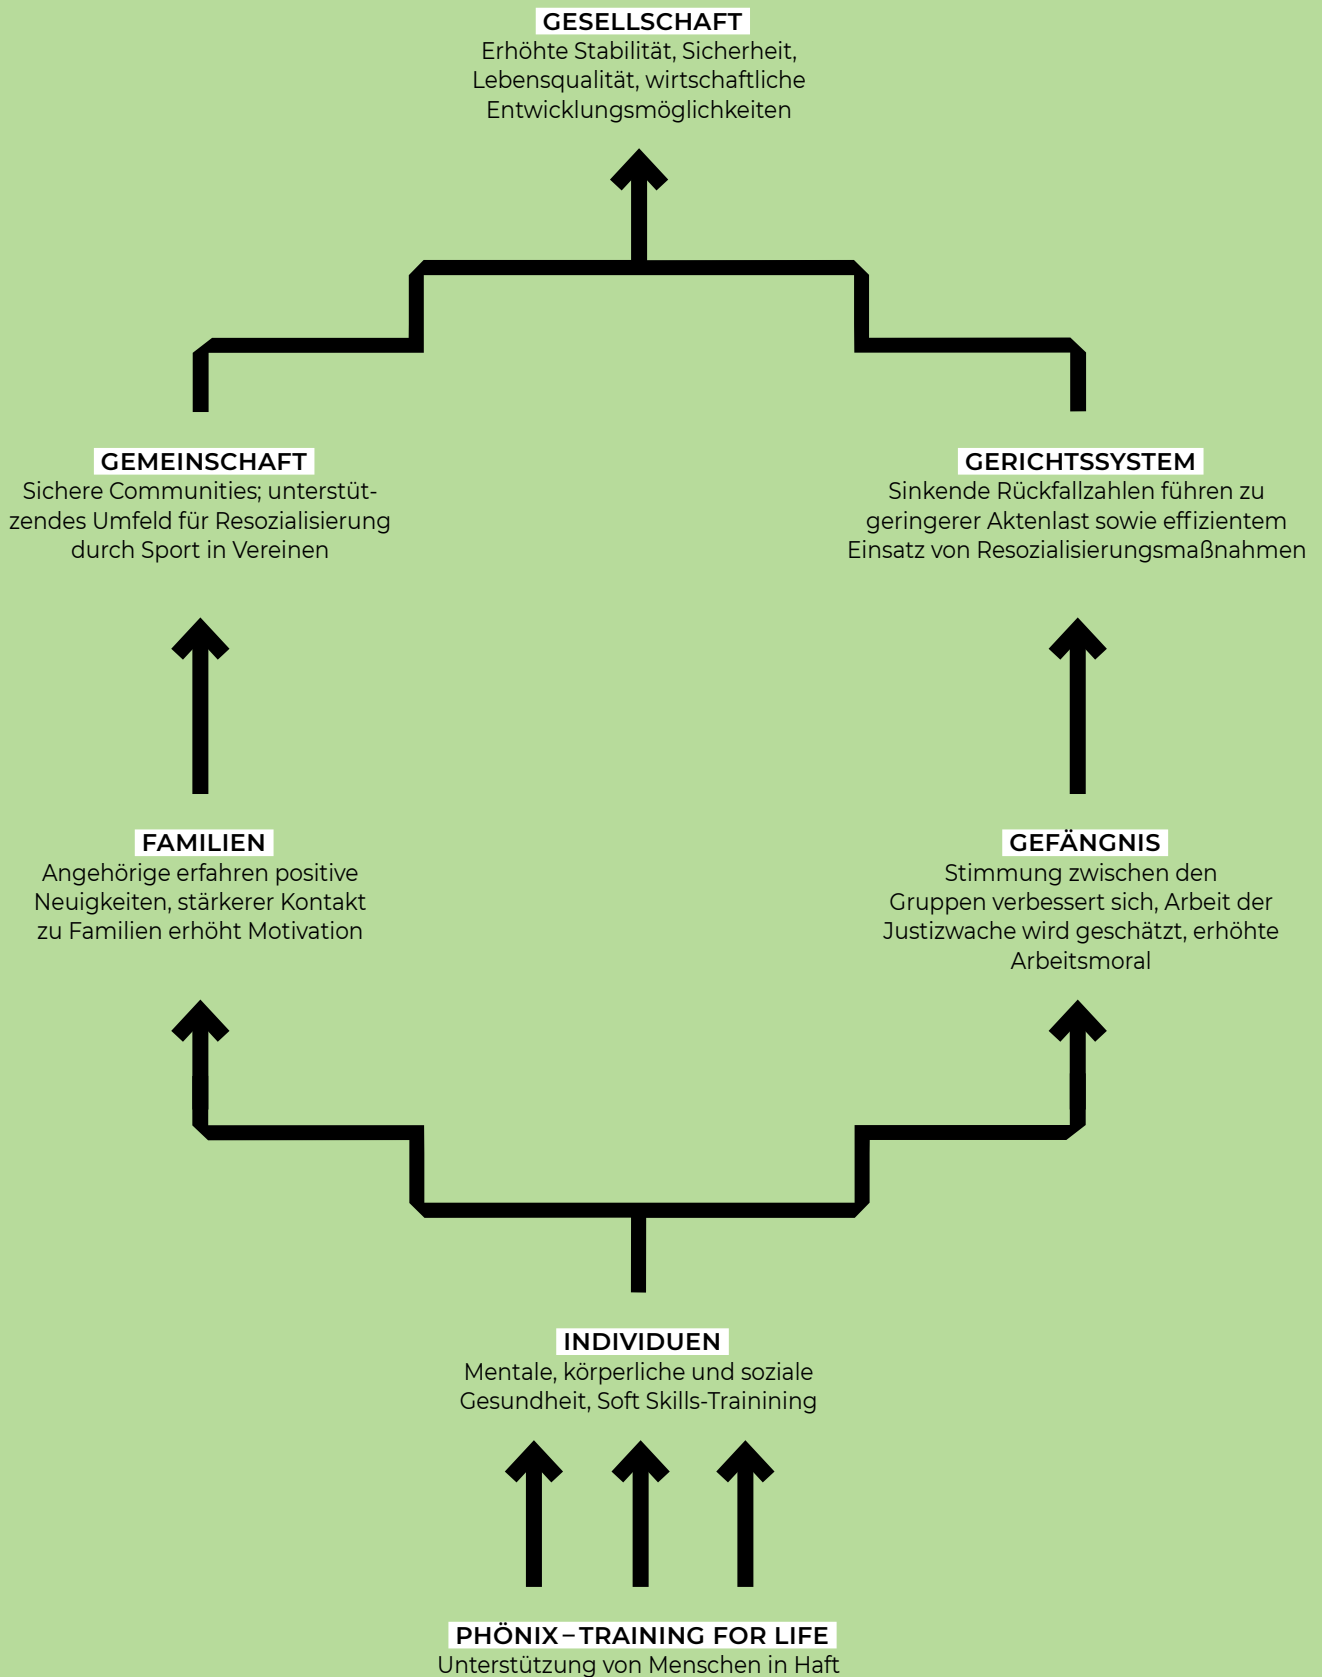 GESELLSCHAFT
Erhöhte Stabilität, Sicherheit,
Lebensqualität, wirtschaftliche
Entwicklungsmöglichkeiten
GEMEINSCHAFT
Sichere Communities; unterstüt-
zendes Umfeld für Resozialisierung
durch Sport in Vereinen
GERICHTSSYSTEM
Sinkende Rückfallzahlen führen zu
geringerer Aktenlast sowie effizientem
Einsatz von Resozialisierungsmaßnahmen
FAMILIEN
Angehörige erfahren positive
Neuigkeiten, stärkerer Kontakt
zu Familien erhöht Motivation
GEFÄNGNIS
Stimmung zwischen den
Gruppen verbessert sich, Arbeit der
Justizwache wird geschätzt, erhöhte
Arbeitsmoral
INDIVIDUEN
Mentale, körperliche und soziale
Gesundheit, Soft Skills-Trainining
PHÖNIX – TRAINING FOR LIFE
Unterstützung von Menschen in Haft